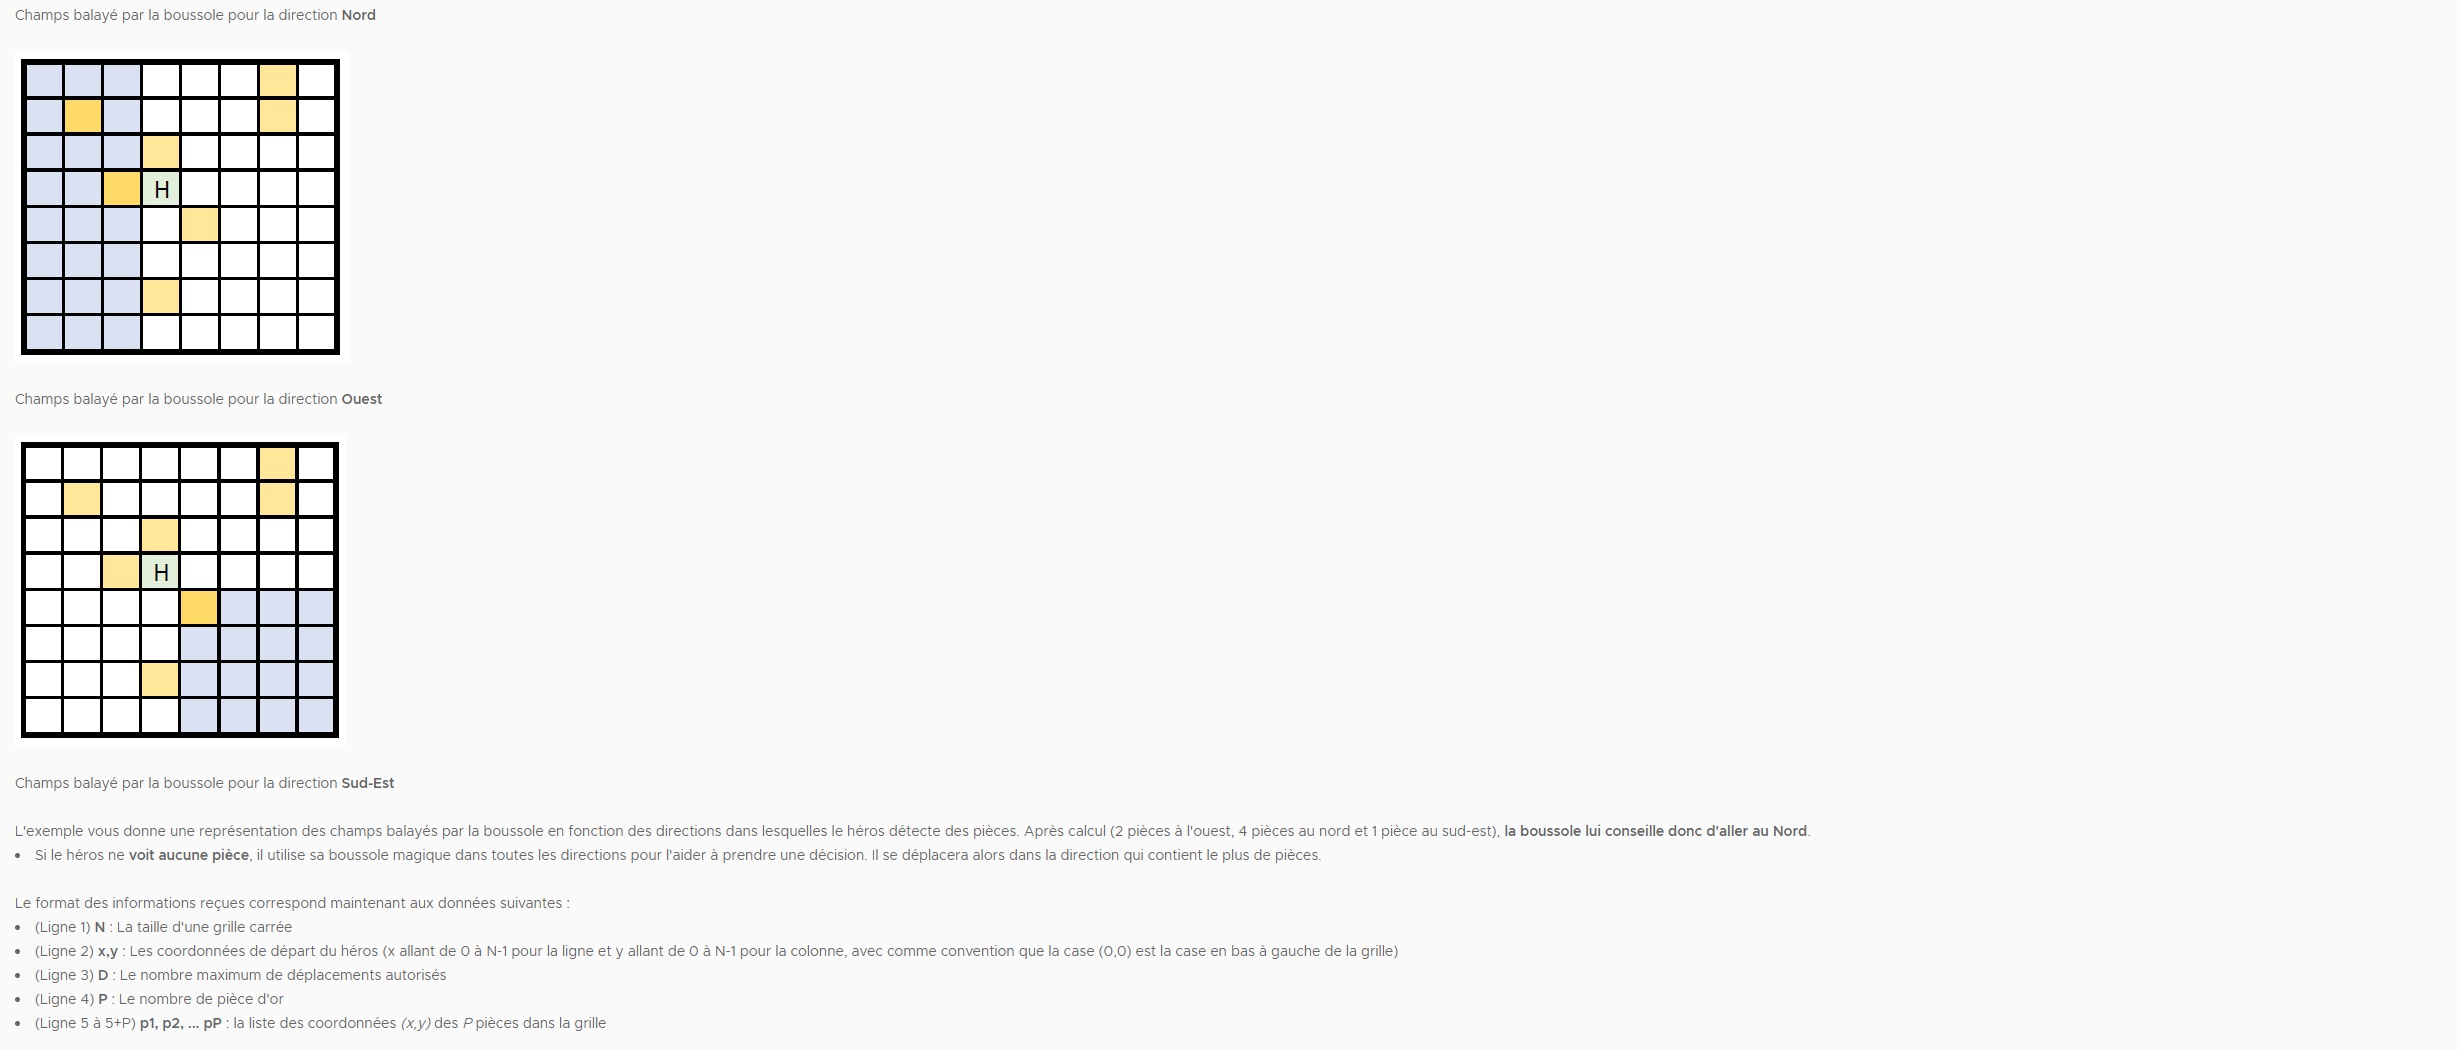 Champs balayé par la boussole pour la direction Nord
H
Champs balayé par la boussole pour la direction Ouest
H
Champs balayé par la boussole pour la direction Sud-Est
L'exemple vous donne une représentation des champs balayés par la boussole en fonction des directions dans lesquelles le héros détecte des pièces. Après calcul (2 pièces à l'ouest, 4 pièces au nord et 1 pièce au sud-est), la boussole lui conseille donc d'aller au Nord.
• Si le héros ne voit aucune pièce, il utilise sa boussole magique dans toutes les directions pour l'aider à prendre une décision. Il se déplacera alors dans la direction qui contient le plus de pièces.
Le format des informations reçues correspond maintenant aux données suivantes :
• (Ligne 1) N : La taille d'une grille carrée
• (Ligne 2) x,y : Les coordonnées de départ du héros (x allant de 0 à N-1 pour la ligne et y allant de 0 à N-1 pour la colonne, avec comme convention que la case (0,0) est la case en bas à gauche de la grille)
• (Ligne 3) D : Le nombre maximum de déplacements autorisés
• (Ligne 4) P : Le nombre de pièce d'or
• (Ligne 5 à 5+P) p1, p2, ... pP : la liste des coordonnées (x,y) des P pièces dans la grille